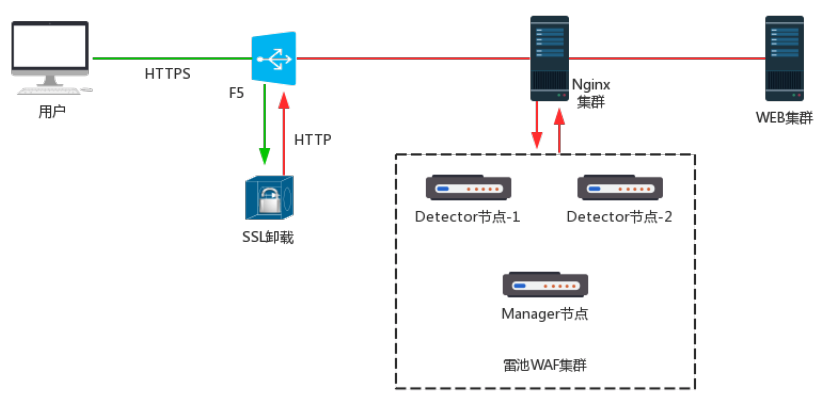 HTTPS
用户
F5
HTTP
SSL卸载
Nginx
集群
WEB集群
Detector节点-1
Detector节点-2
Manager节点
雷池WAF集群